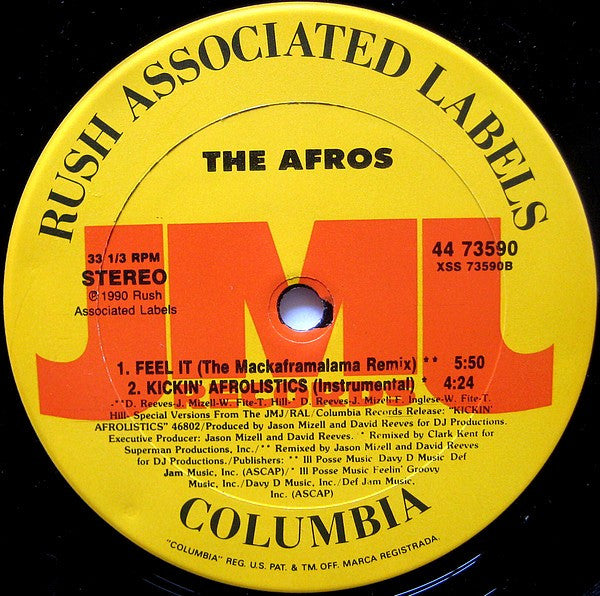 RUSH ASSOCIATED LABELS
THE AFROS
JMJ
33 1/3 RPM
STEREO
℗ 1990 Rush
Associated Labels
44 73590
XSS 73590B
1. FEEL IT (The Mackaframalama Remix) ** 5:50
2. KICKIN' AFROLISTICS (Instrumental) * 4:24
-**D. Reeves-J. Mizell-W. Fite-T. Hill-* D. Reeves-J. Mizell-F. Inglese-W. Fite-T.
Hill- Special Versions From The JMJ/RAL/Columbia Records Release: "KICKIN'
AFROLISTICS" 46802/Produced by Jason Mizell and David Reeves for DJ Productions.
Executive Producer: Jason Mizell and David Reeves. * Remixed by Clark Kent for
Superman Productions, Inc./**Remixed by Jason Mizell and David Reeves
for DJ Productions./Publishers: ** Ill Posse Music Davy D Music Def
Jam Music, Inc. (ASCAP)/* Ill Posse Music Feelin' Groovy
Music, Inc./Davy D Music, Inc./Def Jam Music,
Inc. (ASCAP)
COLUMBIA
"COLUMBIA" REG. U.S. PAT. & TM. OFF. MARCA REGISTRADA.